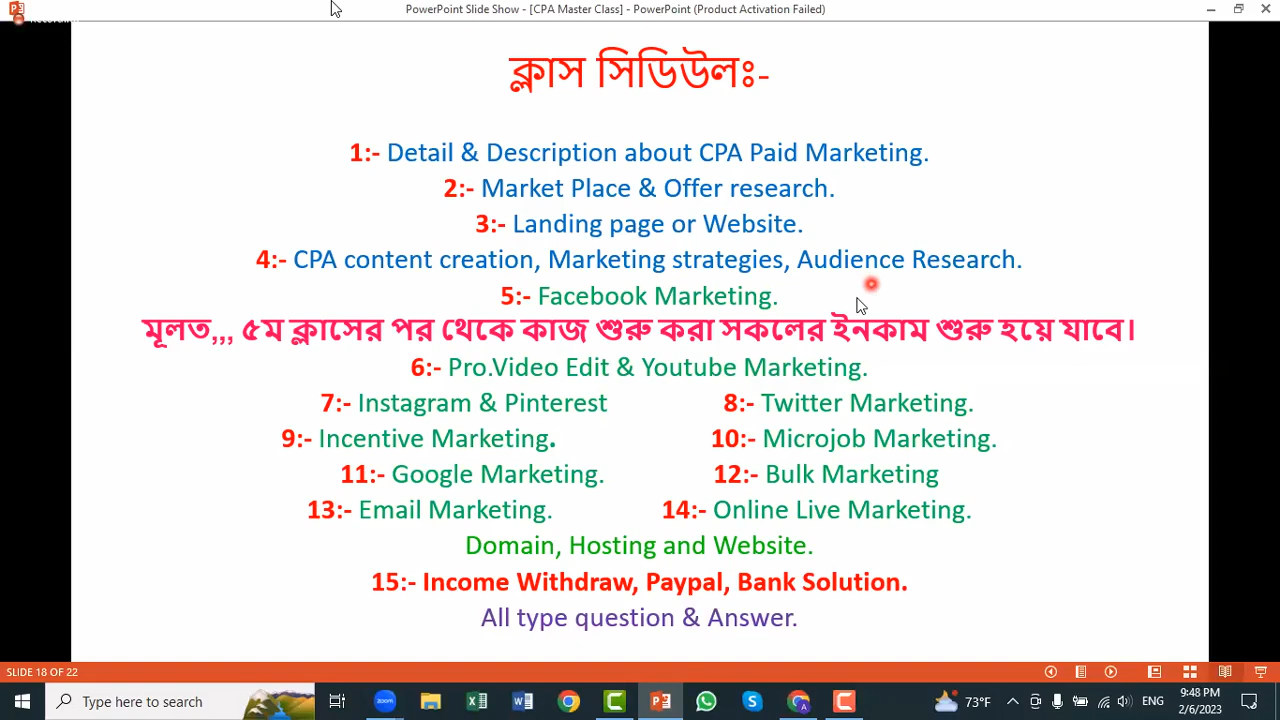 PowerPoint Slide Show - [CPA Master Class] - PowerPoint (Product Activation Failed)
ক্লাস সিডিউলঃ-
1:- Detail & Description about CPA Paid Marketing.
2:- Market Place & Offer research.
3:- Landing page or Website.
4:- CPA content creation, Marketing strategies, Audience Research.
5:- Facebook Marketing.
মূলত,,, ৫ম ক্লাসের পর থেকে কাজ শুরু করা সকলের ইনকাম শুরু হয়ে যাবে।
6:- Pro.Video Edit & Youtube Marketing.
7:- Instagram & Pinterest 8:- Twitter Marketing.
9:- Incentive Marketing. 10:- Microjob Marketing.
11:- Google Marketing. 12:- Bulk Marketing
13:- Email Marketing. 14:- Online Live Marketing.
Domain, Hosting and Website.
15:- Income Withdraw, Paypal, Bank Solution.
All type question & Answer.
SLIDE 18 OF 22
Type here to search
zoom
73°F
ENG
9:48 PM
2/6/2023